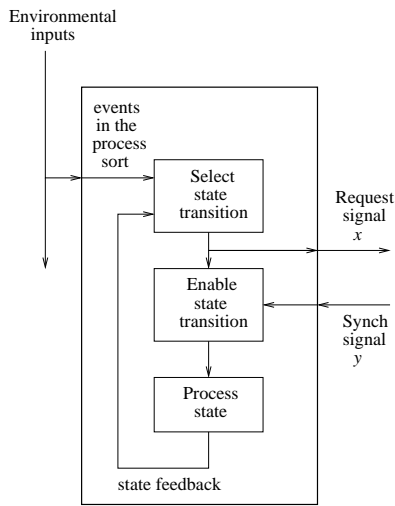 Environmental
inputs
events
in the
process
sort
Select
state
transition
Request
signal
x
Enable
state
transition
Synch
signal
y
Process
state
state feedback